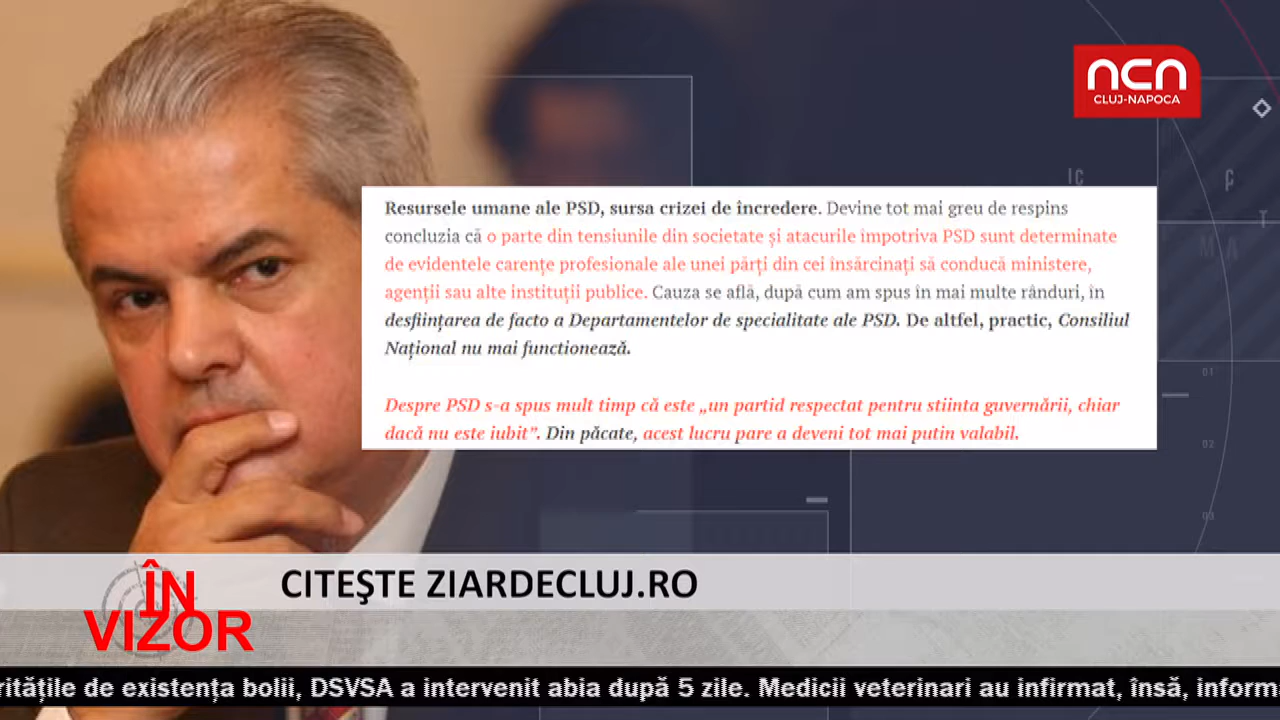 ncn
CLUJ-NAPOCA
Resursele umane ale PSD, sursa crizei de încredere. Devine tot mai greu de respins
concluzia că o parte din tensiunile din societate și atacurile împotriva PSD sunt determinate
de evidentele carențe profesionale ale unei părți din cei însărcinați să conducă ministere,
agenții sau alte instituții publice. Cauza se află, după cum am spus în mai multe rânduri, în
desființarea de facto a Departamentelor de specialitate ale PSD. De altfel, practic, Consiliul
Național nu mai functionează.
Despre PSD s-a spus mult timp că este „un partid respectat pentru stiinta guvernării, chiar
dacă nu este iubit”. Din păcate, acest lucru pare a deveni tot mai putin valabil.
01
02
03
ÎN
VIZOR
CITEŞTE ZIARDECLUJ.RO
ritățile de existența bolii, DSVSA a intervenit abia după 5 zile. Medicii veterinari au infirmat, însă, inform